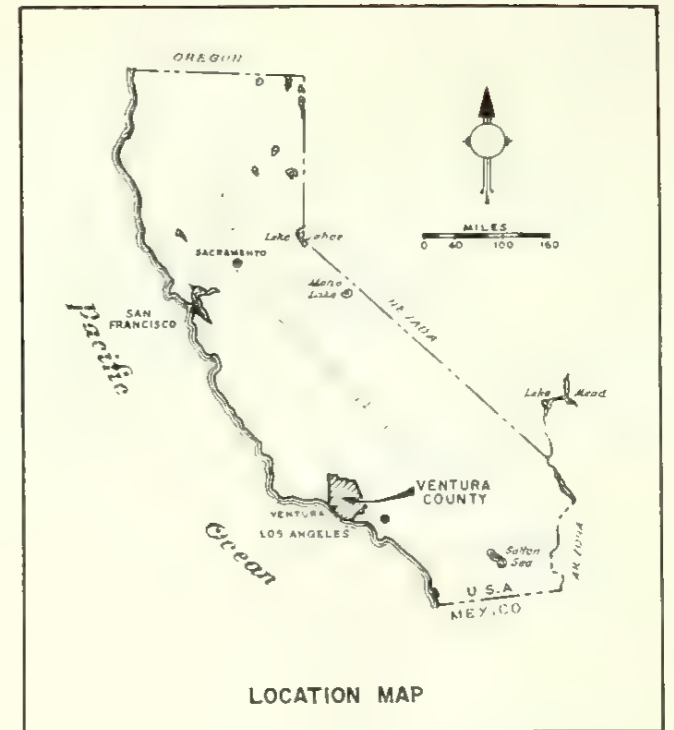 OREGON
MILES
0 40 80 100 160
Lake Tahoe
SACRAMENTO
Mono
Lake
NEVADA
SAN
FRANCISCO
Pacific
Lake Mead
VENTURA
COUNTY
VENTURA
LOS ANGELES
Ocean
Salton
Sea
ARIZONA
U.S.A
MEXICO
LOCATION MAP